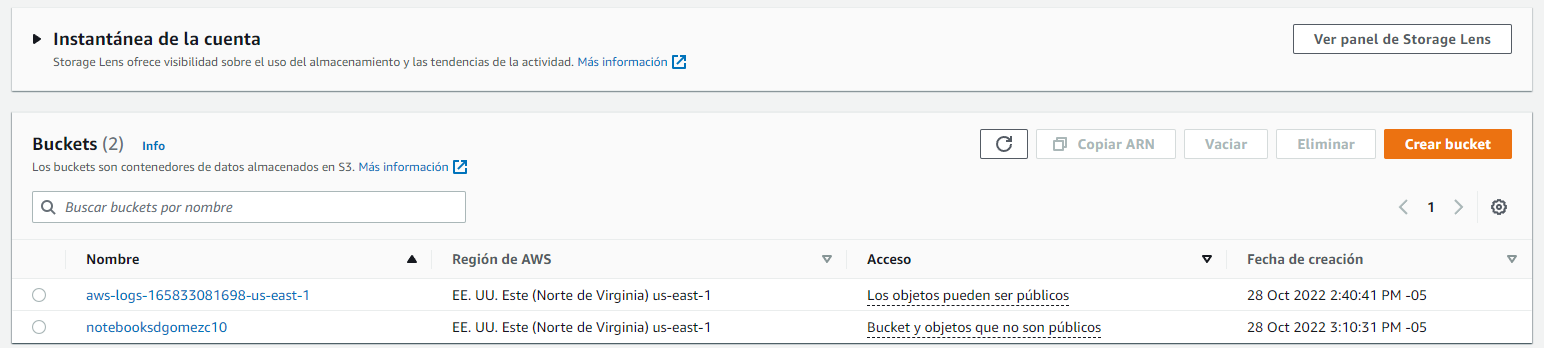 Instantánea de la cuenta
Ver panel de Storage Lens
Storage Lens ofrece visibilidad sobre el uso del almacenamiento y las tendencias de la actividad. Más información
Buckets (2) Info
Copiar ARN Vaciar Eliminar Crear bucket
Los buckets son contenedores de datos almacenados en S3. Más información
Buscar buckets por nombre
1
Nombre Región de AWS Acceso Fecha de creación
aws-logs-165833081698-us-east-1 EE. UU. Este (Norte de Virginia) us-east-1 Los objetos pueden ser públicos 28 Oct 2022 2:40:41 PM -05
notebooksdgomezc10 EE. UU. Este (Norte de Virginia) us-east-1 Bucket y objetos que no son públicos 28 Oct 2022 3:10:31 PM -05